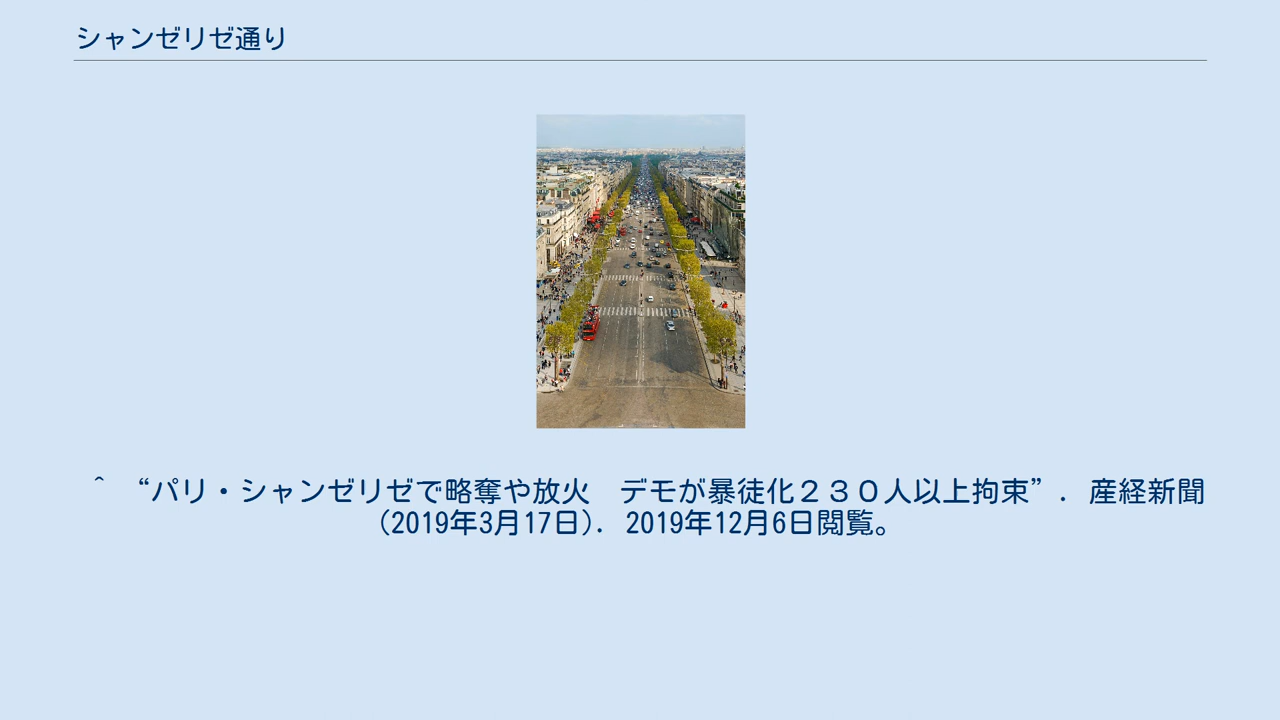 シャンゼリゼ通り
^ “パリ・シャンゼリゼで略奪や放火　デモが暴徒化２３０人以上拘束”. 産経新聞
(2019年3月17日). 2019年12月6日閲覧。